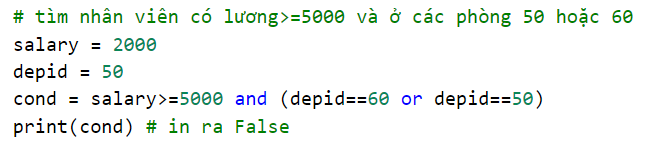 # tìm nhân viên có lương>=5000 và ở các phòng 50 hoặc 60
salary = 2000
depid = 50
cond = salary>=5000 and (depid==60 or depid==50)
print(cond) # in ra False